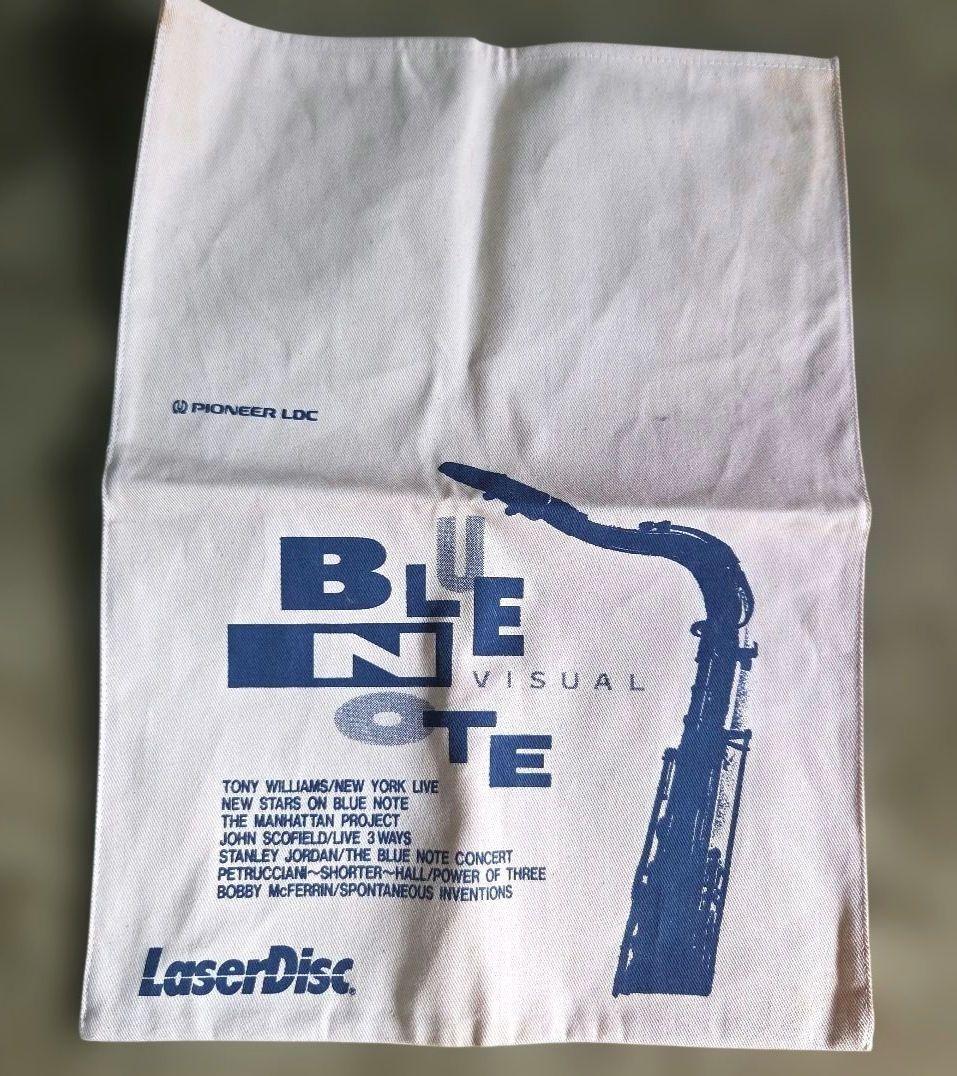 PIONEER LDC
BLUE
NOTE
VISUAL
TONY WILLIAMS/NEW YORK LIVE
NEW STARS ON BLUE NOTE
THE MANHATTAN PROJECT
JOHN SCOFIELD/LIVE 3 WAYS
STANLEY JORDAN/THE BLUE NOTE CONCERT
PETRUCCIANI~SHORTER~HALL/POWER OF THREE
BOBBY McFERRIN/SPONTANEOUS INVENTIONS
LaserDisc®